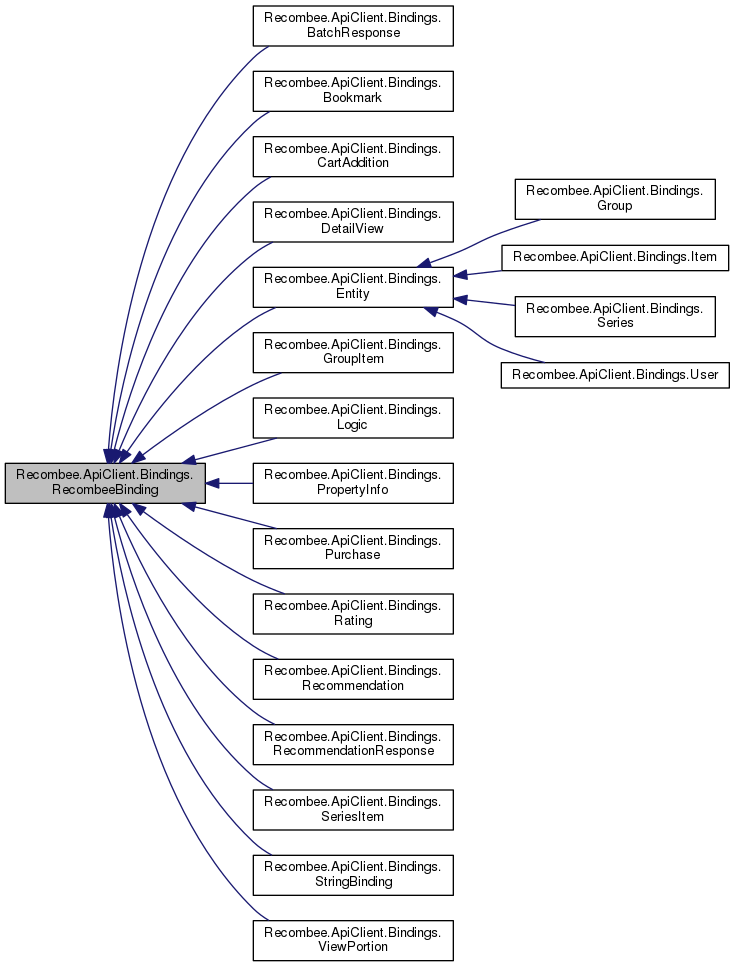 Recombee.ApiClient.Bindings.
BatchResponse
Recombee.ApiClient.Bindings.
Bookmark
Recombee.ApiClient.Bindings.
CartAddition
Recombee.ApiClient.Bindings.
DetailView
Recombee.ApiClient.Bindings.
Entity
Recombee.ApiClient.Bindings.
GroupItem
Recombee.ApiClient.Bindings.
Logic
Recombee.ApiClient.Bindings.
PropertyInfo
Recombee.ApiClient.Bindings.
Purchase
Recombee.ApiClient.Bindings.
Rating
Recombee.ApiClient.Bindings.
Recommendation
Recombee.ApiClient.Bindings.
RecommendationResponse
Recombee.ApiClient.Bindings.
SeriesItem
Recombee.ApiClient.Bindings.
StringBinding
Recombee.ApiClient.Bindings.
ViewPortion
Recombee.ApiClient.Bindings.
RecombeeBinding
Recombee.ApiClient.Bindings.
Group
Recombee.ApiClient.Bindings.Item
Recombee.ApiClient.Bindings.
Series
Recombee.ApiClient.Bindings.User